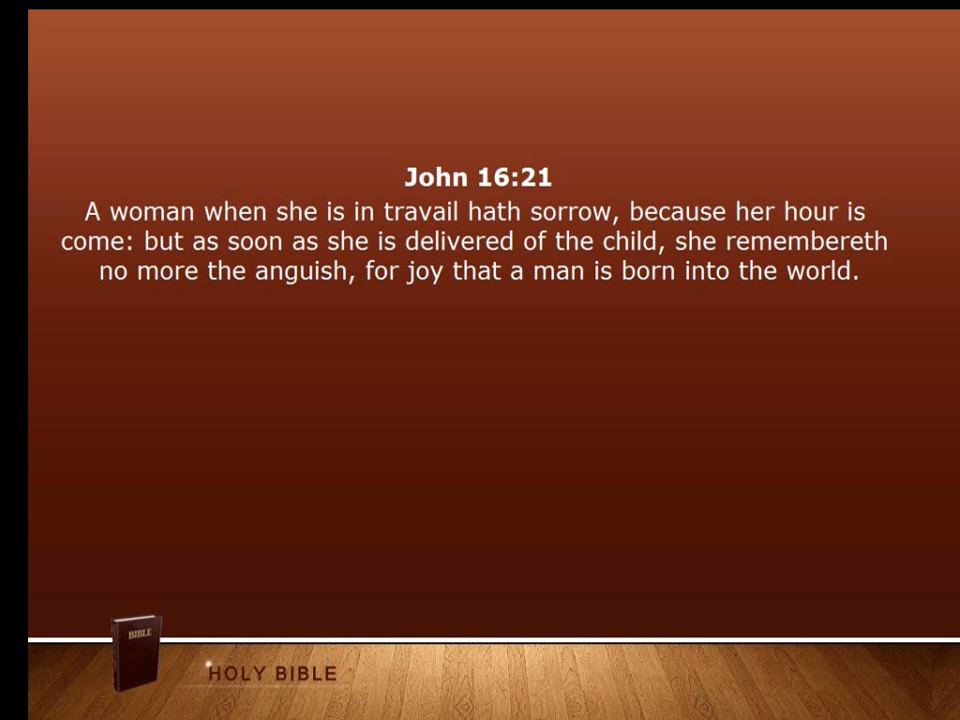 John 16:21
A woman when she is in travail hath sorrow, because her hour is
come: but as soon as she is delivered of the child, she remembereth
no more the anguish, for joy that a man is born into the world.
BIBLE
HOLY BIBLE